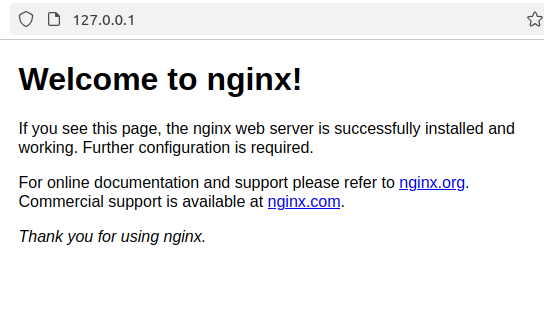 127.0.0.1
Welcome to nginx!
If you see this page, the nginx web server is successfully installed and
working. Further configuration is required.
For online documentation and support please refer to nginx.org.
Commercial support is available at nginx.com.
Thank you for using nginx.